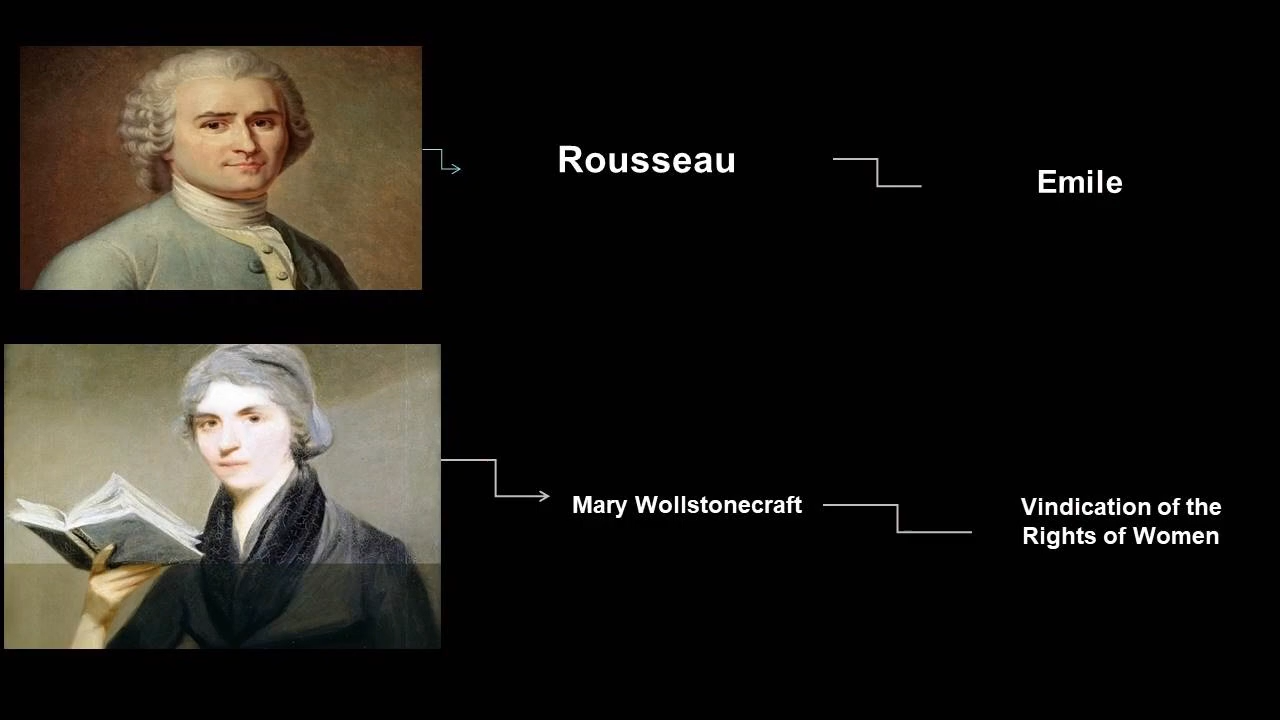 Rousseau
Emile
Mary Wollstonecraft
Vindication of the
Rights of Women